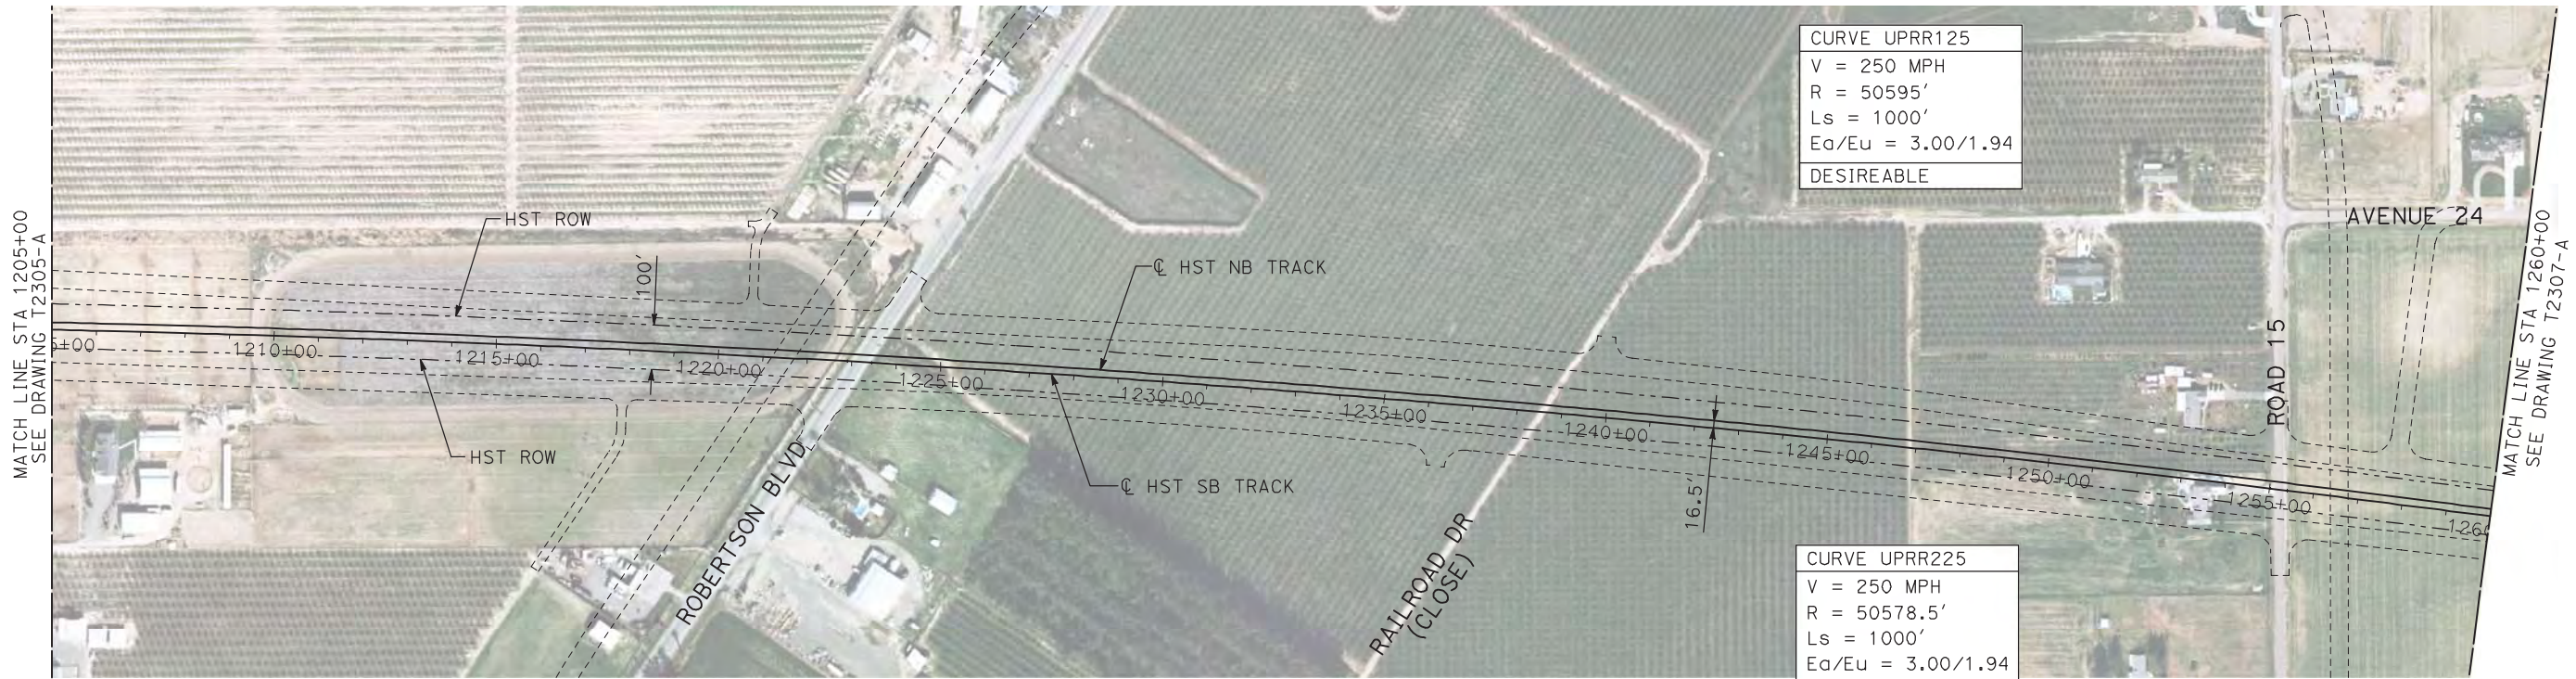 MATCH LINE STA 1205+00
SEE DRAWING T2305-A
HST ROW
100'
5+00
1210+00
1215+00
1220+00
1225+00
1230+00
1235+00
1240+00
1245+00
1250+00
1255+00
1260
HST ROW
ROBERTSON BLVD
℄ HST NB TRACK
℄ HST SB TRACK
RAILROAD DR
(CLOSE)
16.5'
CURVE UPRR125
V = 250 MPH
R = 50595'
Ls = 1000'
Ea/Eu = 3.00/1.94
DESIREABLE
CURVE UPRR225
V = 250 MPH
R = 50578.5'
Ls = 1000'
Ea/Eu = 3.00/1.94
ROAD 15
AVENUE 24
MATCH LINE STA 1260+00
SEE DRAWING T2307-A